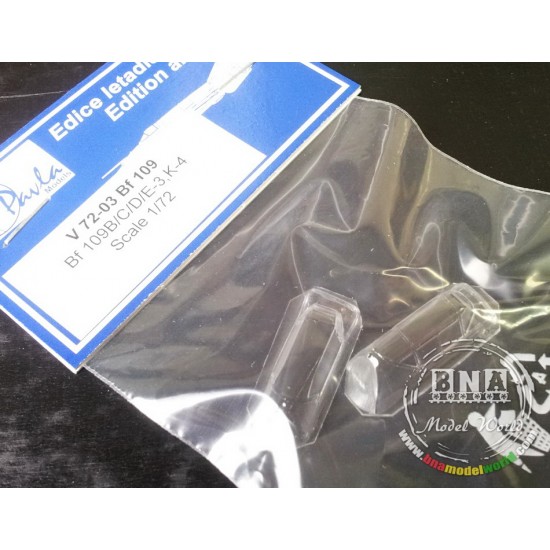 Edice letadl
Edition a
Pavla
Models
V 72-03 Bf 109
Bf 109B/C/D/E-3,K-4
Scale 1/72
BNA
Model World
www.bnamodelworld.com